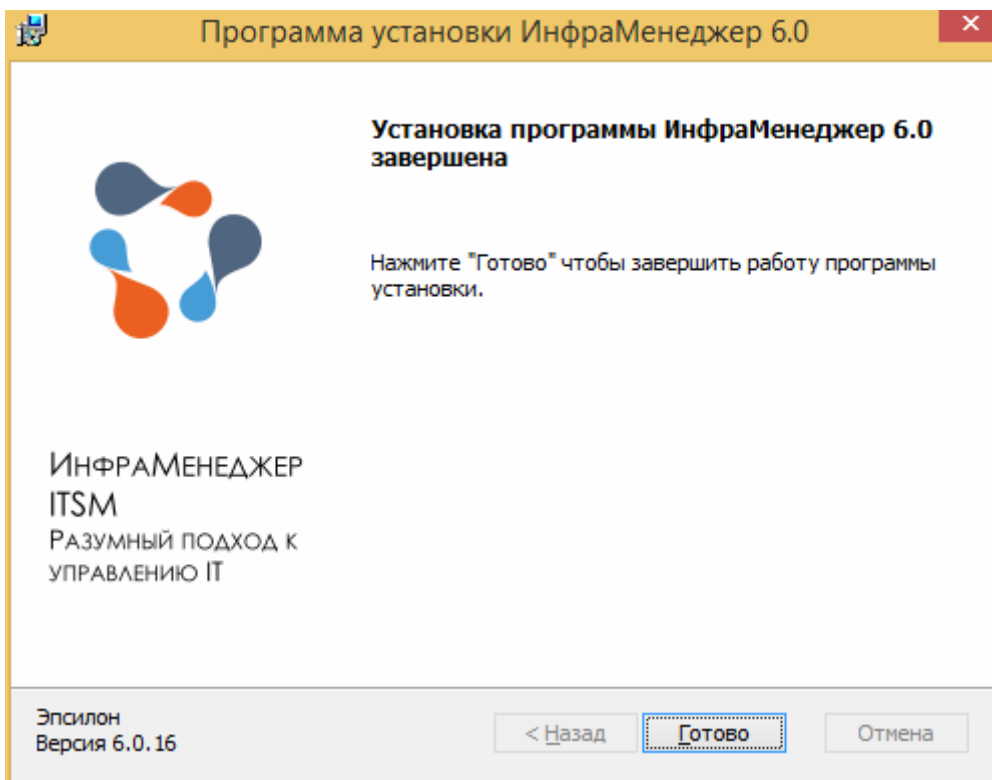 Программа установки ИнфраМенеджер 6.0
Установка программы ИнфраМенеджер 6.0
завершена
Нажмите "Готово" чтобы завершить работу программы
установки.
ИнфраМенеджер
ITSM
Разумный подход к
управлению IT
Эпсилон
Версия 6.0.16
< Назад
Готово
Отмена